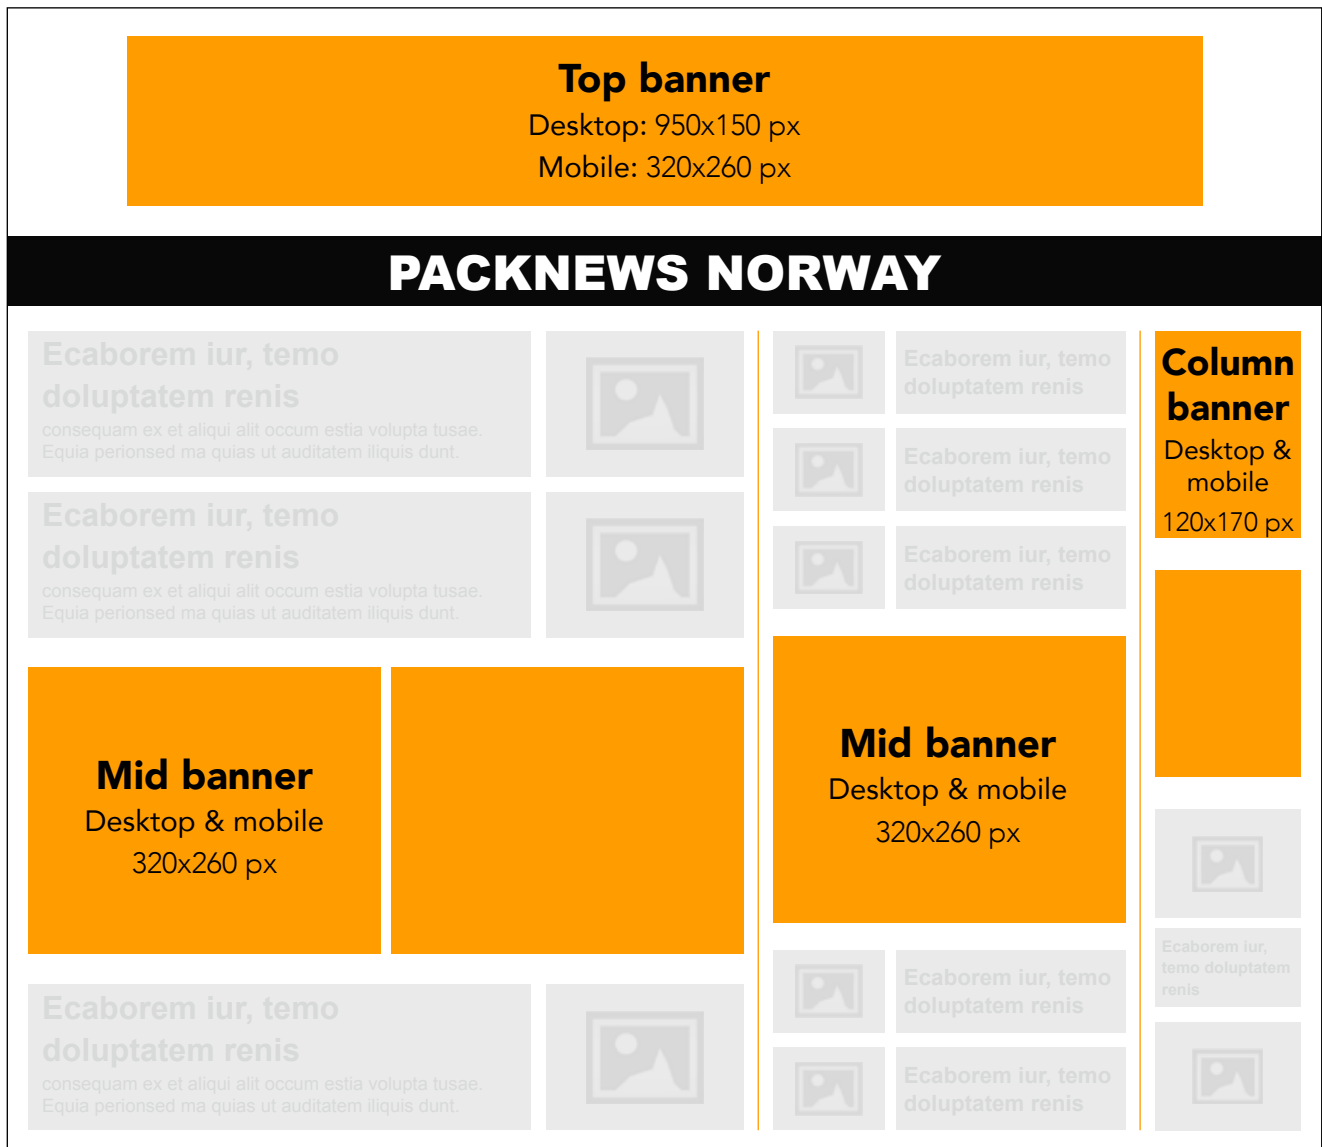 Top banner
Desktop: 950x150 px
Mobile: 320x260 px
PACKNEWS NORWAY
Ecaborem iur, temo
doluptatem renis
consequam ex et aliqui alit occum estia volupta tusae.
Equia perionsed ma quias ut auditatem iliquis dunt.
Ecaborem iur, temo
doluptatem renis
consequam ex et aliqui alit occum estia volupta tusae.
Equia perionsed ma quias ut auditatem iliquis dunt.
Mid banner
Desktop & mobile
320x260 px
Ecaborem iur, temo
doluptatem renis
consequam ex et aliqui alit occum estia volupta tusae.
Equia perionsed ma quias ut auditatem iliquis dunt.
Ecaborem iur, temo
doluptatem renis
Ecaborem iur, temo
doluptatem renis
Ecaborem iur, temo
doluptatem renis
Mid banner
Desktop & mobile
320x260 px
Ecaborem iur, temo
doluptatem renis
Ecaborem iur, temo
doluptatem renis
Column
banner
Desktop &
mobile
120x170 px
Ecaborem iur,
temo doluptatem
renis